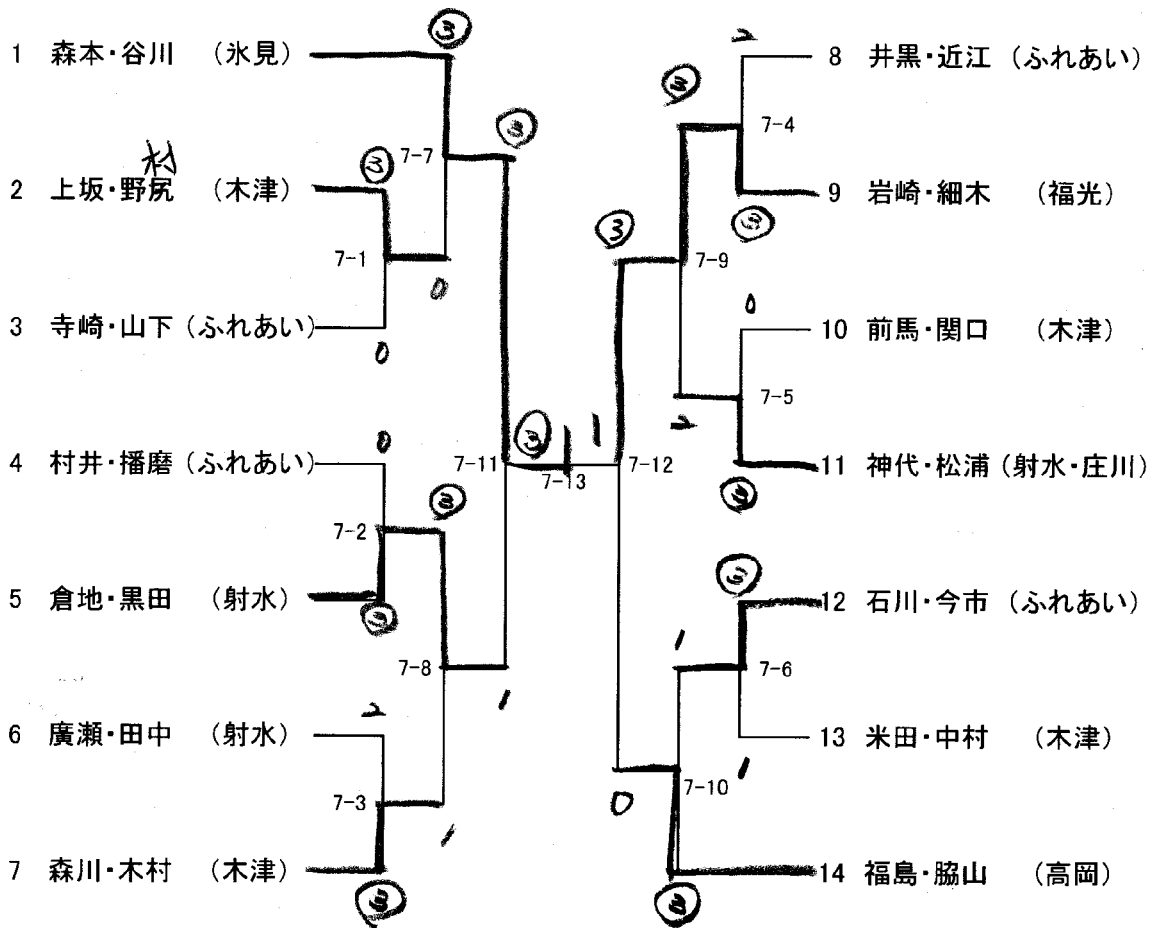 ③
1 森本・谷川 (氷見)
③
7-7
村
③
2 上坂・野尻 (木津)
7-1
0
3 寺崎・山下 (ふれあい)
0
0
4 村井・播磨 (ふれあい)
7-11
③
7-2
5 倉地・黒田 (射水)
③
7-8
2
1
6 廣瀬・田中 (射水)
7-3
1
7 森川・木村 (木津)
③
③
1
7-13
2
8 井黒・近江 (ふれあい)
③
7-4
9 岩崎・細木 (福光)
③
③
7-9
0
10 前馬・関口 (木津)
7-5
2
7-12
11 神代・松浦 (射水・庄川)
③
③
12 石川・今市 (ふれあい)
1
7-6
13 米田・中村 (木津)
1
7-10
0
14 福島・脇山 (高岡)
③